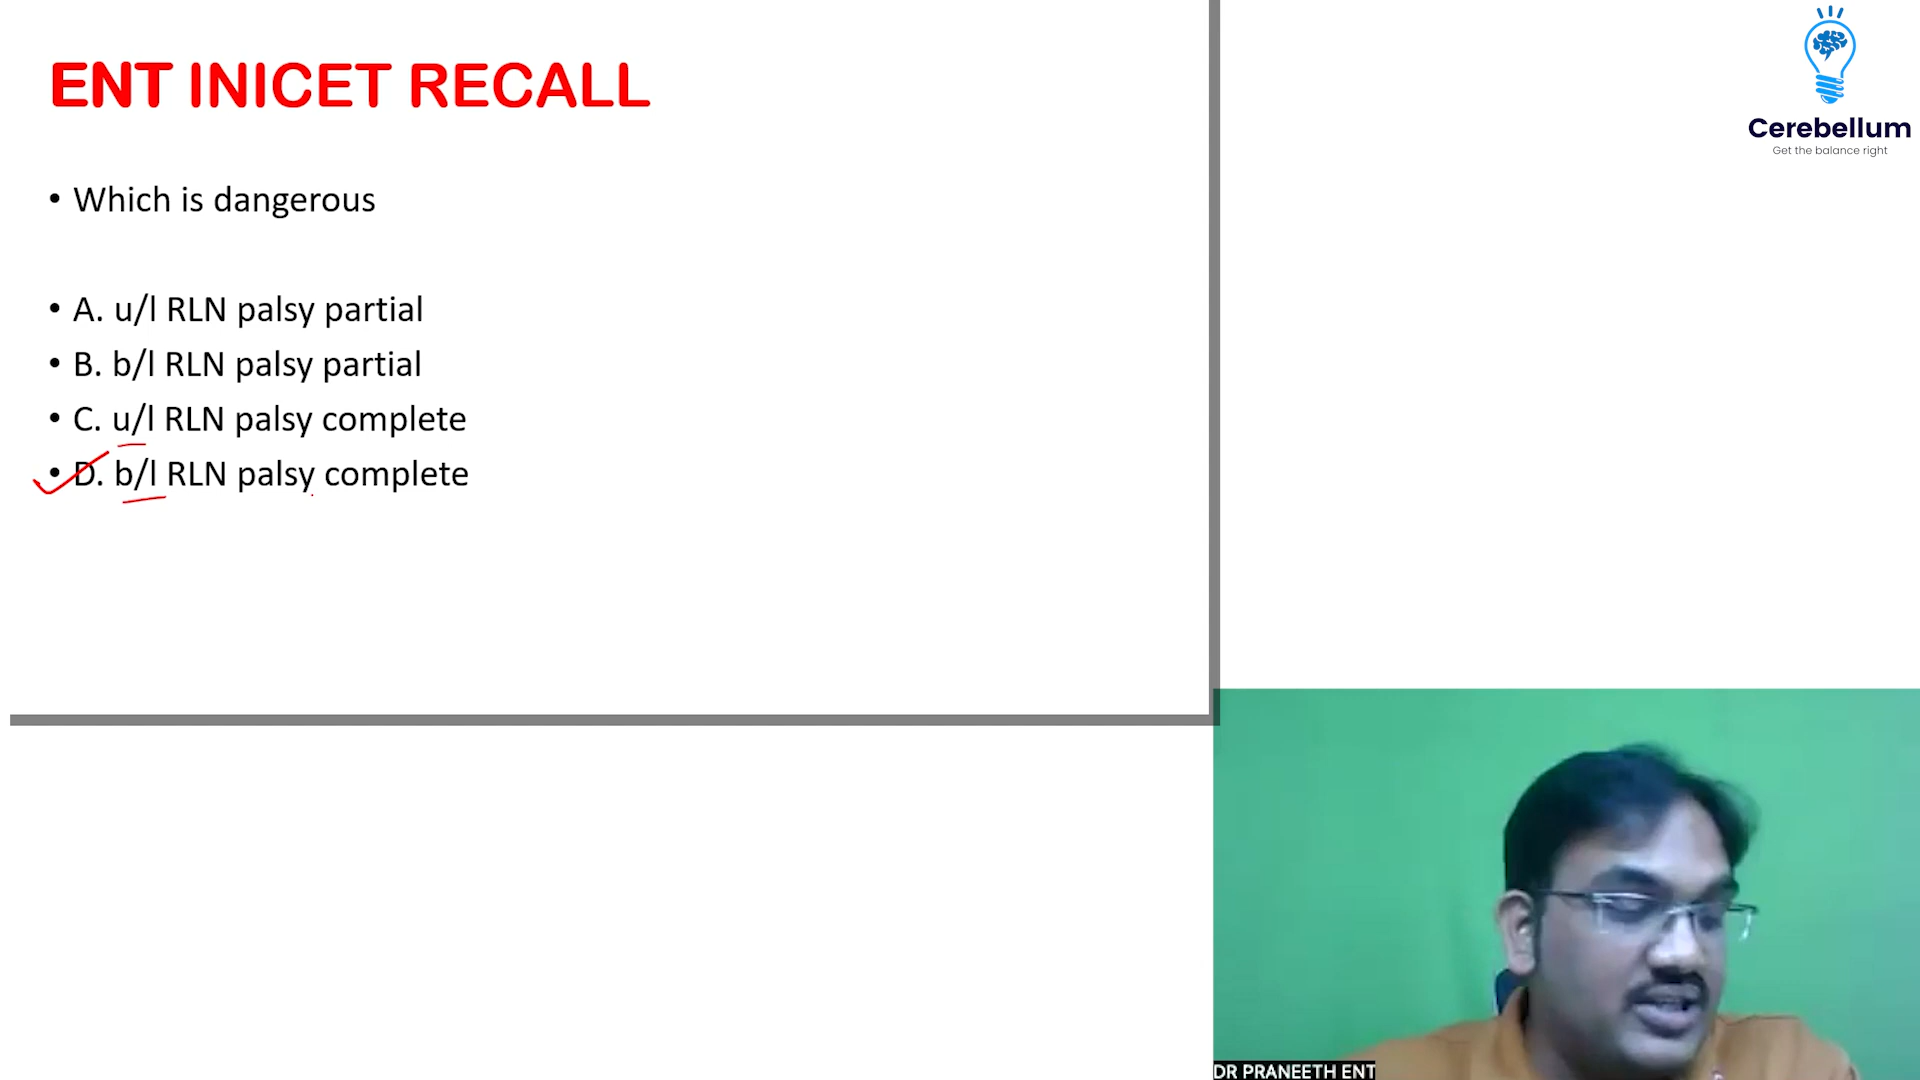 ENT INICET RECALL
• Which is dangerous
• A. u/l RLN palsy partial
• B. b/l RLN palsy partial
• C. u/l RLN palsy complete
• D. b/l RLN palsy complete
Cerebellum
Get the balance right
DR PRANEETH ENT